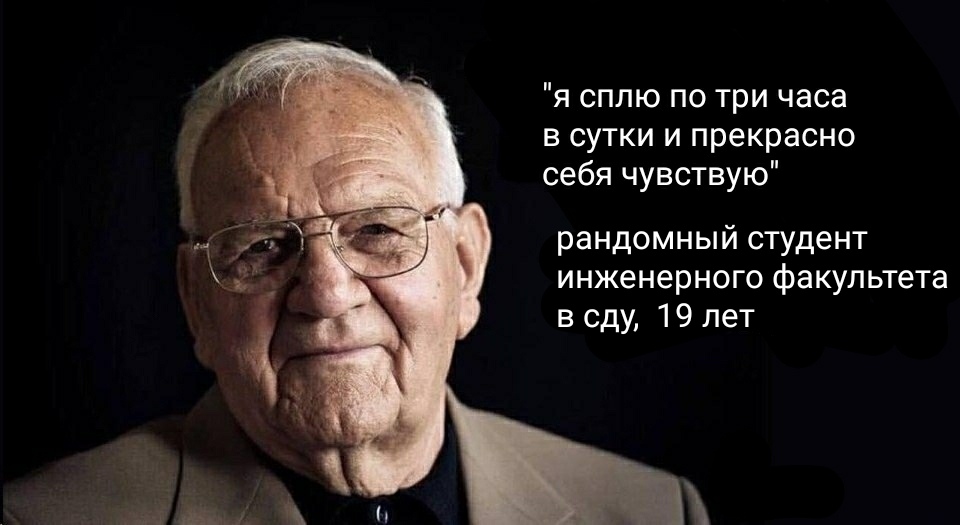 "я сплю по три часа
в сутки и прекрасно
себя чувствую"
рандомный студент
инженерного факультета
в сду, 19 лет